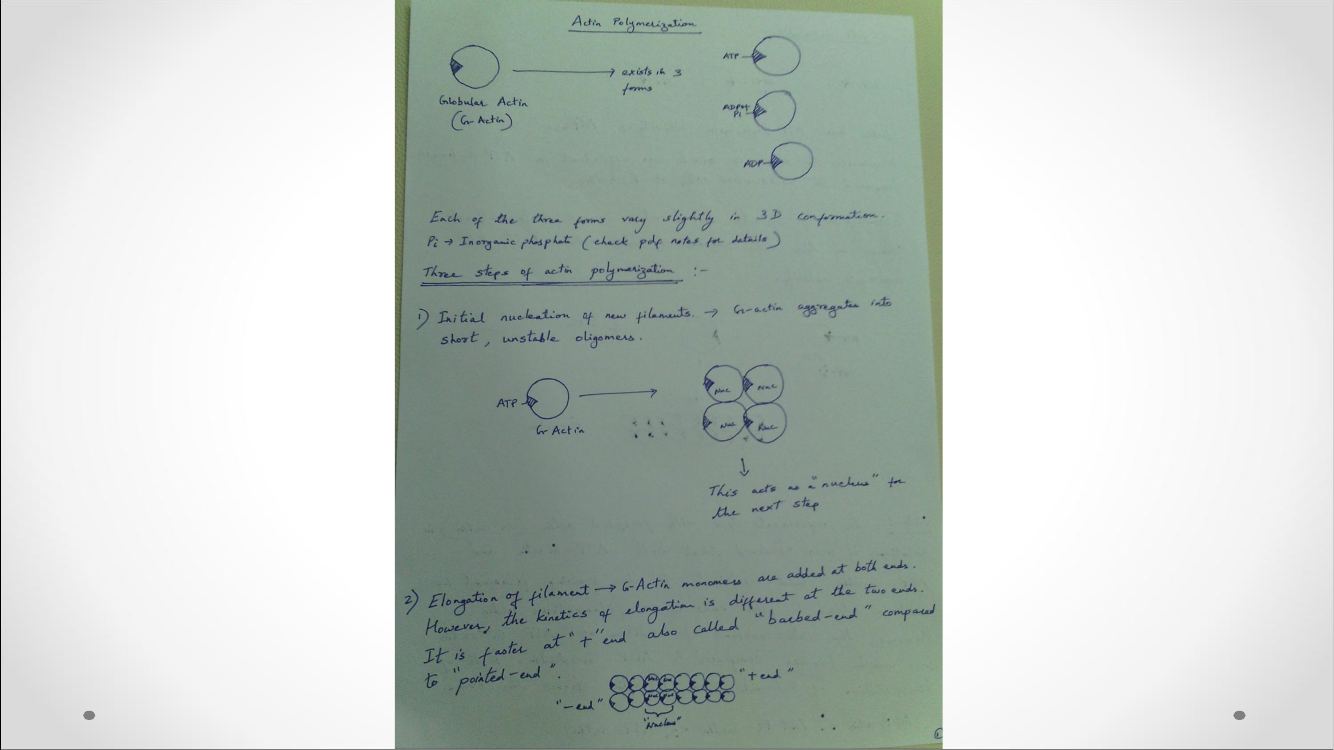 Actin Polymerization
Globular Actin
(G-Actin)
exists in 3
forms
ATP
ADP+
Pi
ADP
Each of the three forms vary slightly in 3D conformation.
Pi → Inorganic phosphate (check pdf notes for details)
Three steps of actin polymerization :-
1) Initial nucleation of new filaments. → G-actin aggregates into
short, unstable oligomers.
ATP
G-Actin
Nuc Nuc
Nuc Nuc
This acts as a "nucleus" for
the next step
2) Elongation of filament → G-Actin monomers are added at both ends.
However, the kinetics of elongation is different at the two ends.
It is faster at "+" end also called "barbed-end" compared
to "pointed-end".
"+ end"
"- end"
"Nucleus"